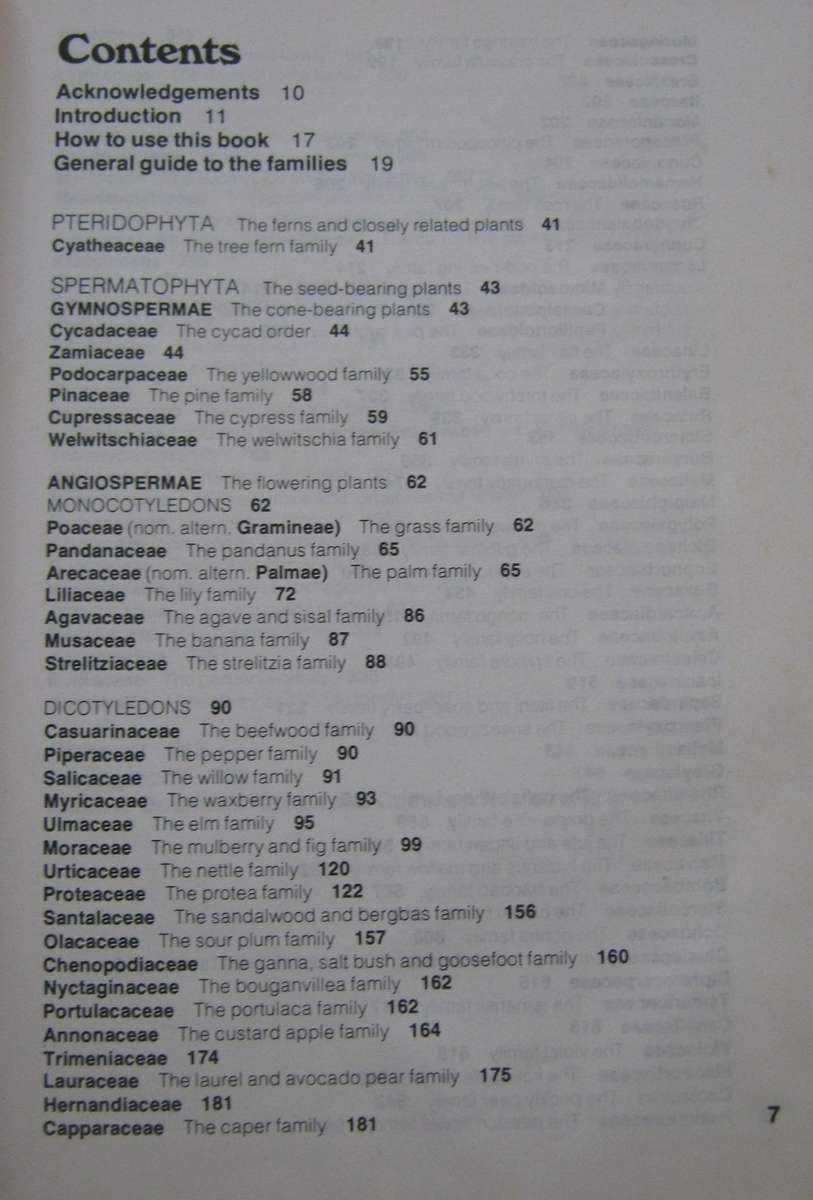 Contents
Acknowledgements 10
Introduction 11
How to use this book 17
General guide to the families 19
PTERIDOPHYTA The ferns and closely related plants 41
Cyatheaceae The tree fern family 41
SPERMATOPHYTA The seed-bearing plants 43
GYMNOSPERMAE The cone-bearing plants 43
Cycadaceae The cycad order 44
Zamiaceae 44
Podocarpaceae The yellowwood family 55
Pinaceae The pine family 58
Cupressaceae The cypress family 59
Welwitschiaceae The welwitschia family 61
ANGIOSPERMAE The flowering plants 62
MONOCOTYLEDONS 62
Poaceae (nom. altern. Gramineae) The grass family 62
Pandanaceae The pandanus family 65
Arecaceae (nom. altern. Palmae) The palm family 65
Liliaceae The lily family 72
Agavaceae The agave and sisal family 86
Musaceae The banana family 87
Strelitziaceae The strelitzia family 88
DICOTYLEDONS 90
Casuarinaceae The beefwood family 90
Piperaceae The pepper family 90
Salicaceae The willow family 91
Myricaceae The waxberry family 93
Ulmaceae The elm family 95
Moraceae The mulberry and fig family 99
Urticaceae The nettle family 120
Proteaceae The protea family 122
Santalaceae The sandalwood and bergbas family 156
Olacaceae The sour plum family 157
Chenopodiaceae The ganna, salt bush and goosefoot family 160
Nyctaginaceae The bouganvillea family 162
Portulacaceae The portulaca family 162
Annonaceae The custard apple family 164
Trimeniaceae 174
Lauraceae The laurel and avocado pear family 175
Hernandiaceae 181
Capparaceae The caper family 181
7